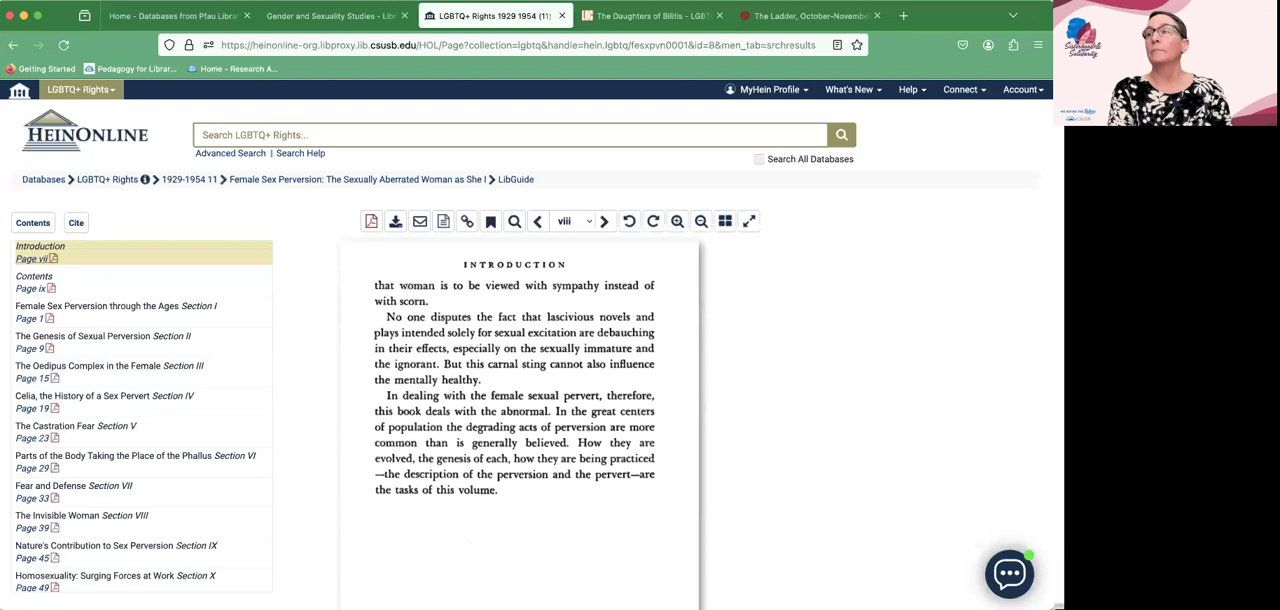 Home - Databases from Pfau Librar
Gender and Sexuality Studies - Lib
LGBTQ+ Rights 1929 1954 (11)
The Daughters of Bilitis - LGBTQ
The Ladder, October-November
https://heinonline-org.libproxy.lib.csusb.edu/HOL/Page?collection=lgbtq&handle=hein.lgbtq/fesxpvn0001&id=8&men_tab=srchresults
Getting Started
Pedagogy for Librar...
Home - Research A...
LGBTQ+ Rights
MyHein Profile
What's New
Help
Connect
Account
HEINONLINE
Search LGBTQ+ Rights...
Advanced Search | Search Help
Search All Databases
Databases
LGBTQ+ Rights
1929-1954 11
Female Sex Perversion: The Sexually Aberrated Woman as She I
LibGuide
Contents
Cite
viii
Introduction
Page vii
Contents
Page ix
Female Sex Perversion through the Ages Section I
Page 1
The Genesis of Sexual Perversion Section II
Page 9
The Oedipus Complex in the Female Section III
Page 15
Celia, the History of a Sex Pervert Section IV
Page 19
The Castration Fear Section V
Page 23
Parts of the Body Taking the Place of the Phallus Section VI
Page 29
Fear and Defense Section VII
Page 33
The Invisible Woman Section VIII
Page 39
Nature's Contribution to Sex Perversion Section IX
Page 45
Homosexuality: Surging Forces at Work Section X
Page 49
INTRODUCTION
that woman is to be viewed with sympathy instead of
with scorn.
No one disputes the fact that lascivious novels and
plays intended solely for sexual excitation are debauching
in their effects, especially on the sexually immature and
the ignorant. But this carnal sting cannot also influence
the mentally healthy.
In dealing with the female sexual pervert, therefore,
this book deals with the abnormal. In the great centers
of population the degrading acts of perversion are more
common than is generally believed. How they are
evolved, the genesis of each, how they are being practiced
—the description of the perversion and the pervert—are
the tasks of this volume.
Sisterhood &
Solidarity
CSUSB